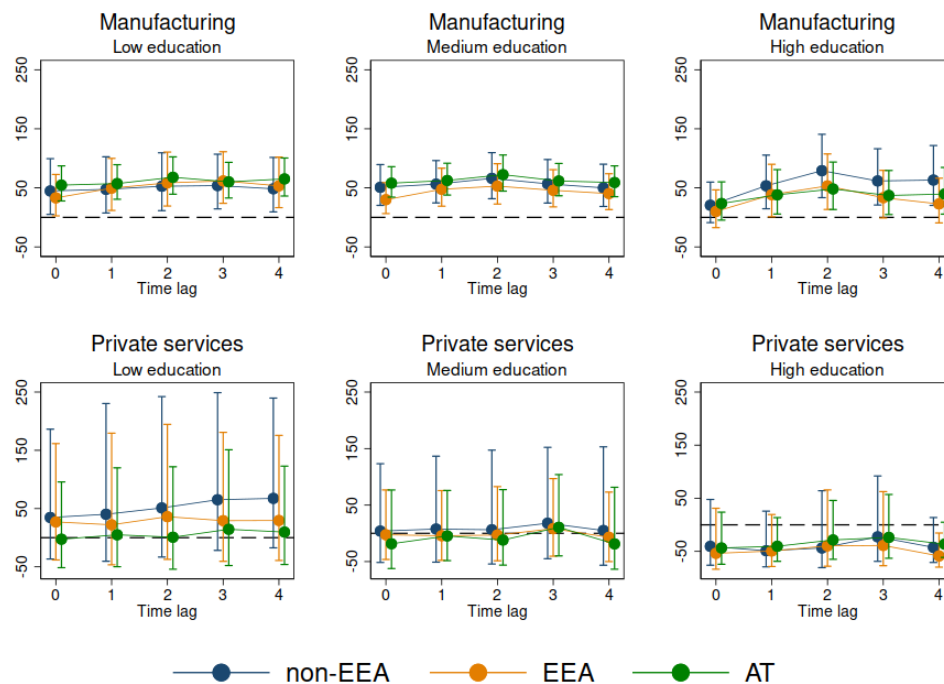 Manufacturing Manufacturing Manufacturing
Low education Medium education High education
250 250 250
150 150 150
50 50 50
-50 -50 -50
0 1 2 3 4 0 1 2 3 4 0 1 2 3 4
Time lag Time lag Time lag
Private services Private services Private services
Low education Medium education High education
250 250 250
150 150 150
50 50 50
-50 -50 -50
0 1 2 3 4 0 1 2 3 4 0 1 2 3 4
Time lag Time lag Time lag
non-EEA EEA AT